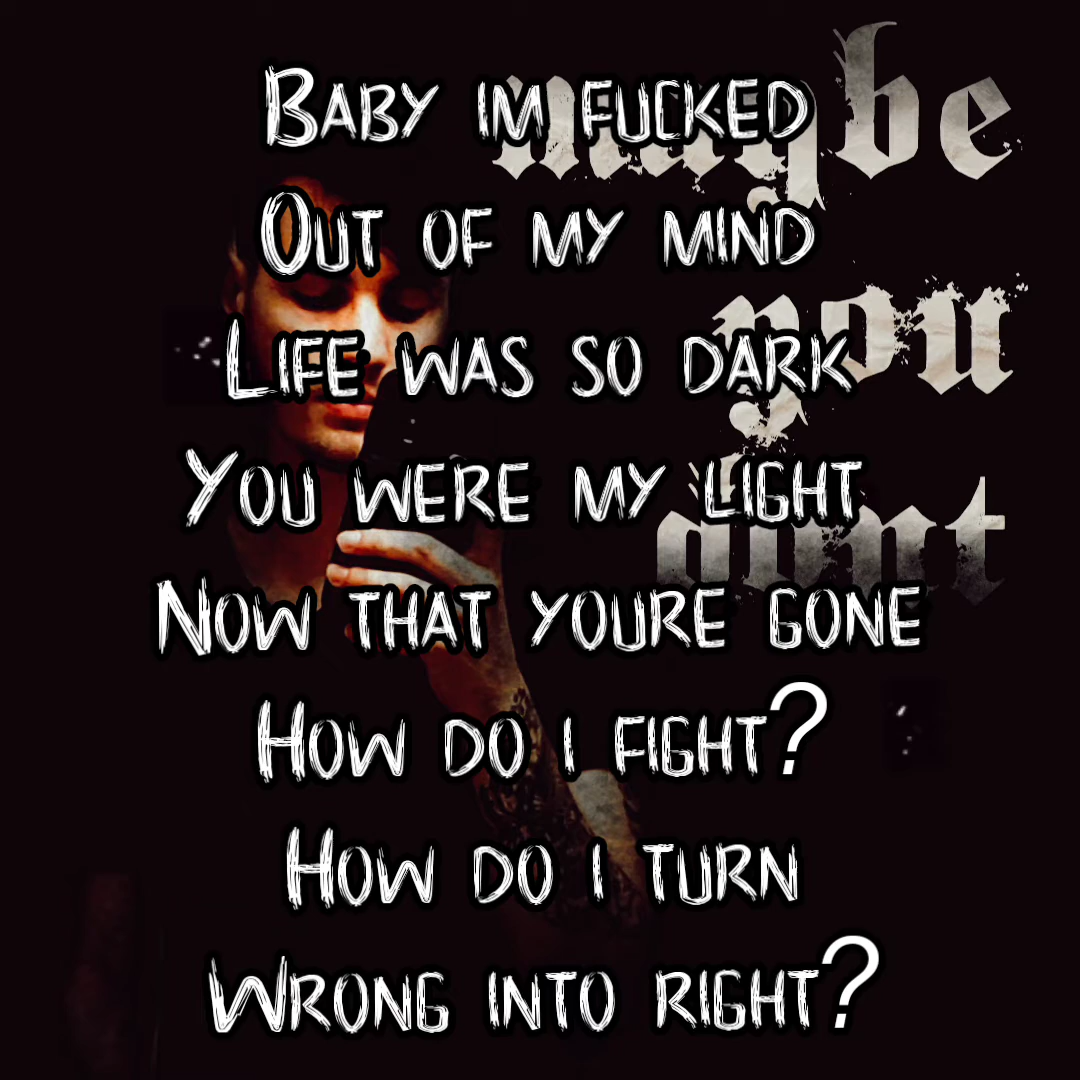 Baby im fucked
maybe
Out of my mind
you
Life was so dark
You were my light
dont
Now that youre gone
How do i fight?
How do i turn
Wrong into right?